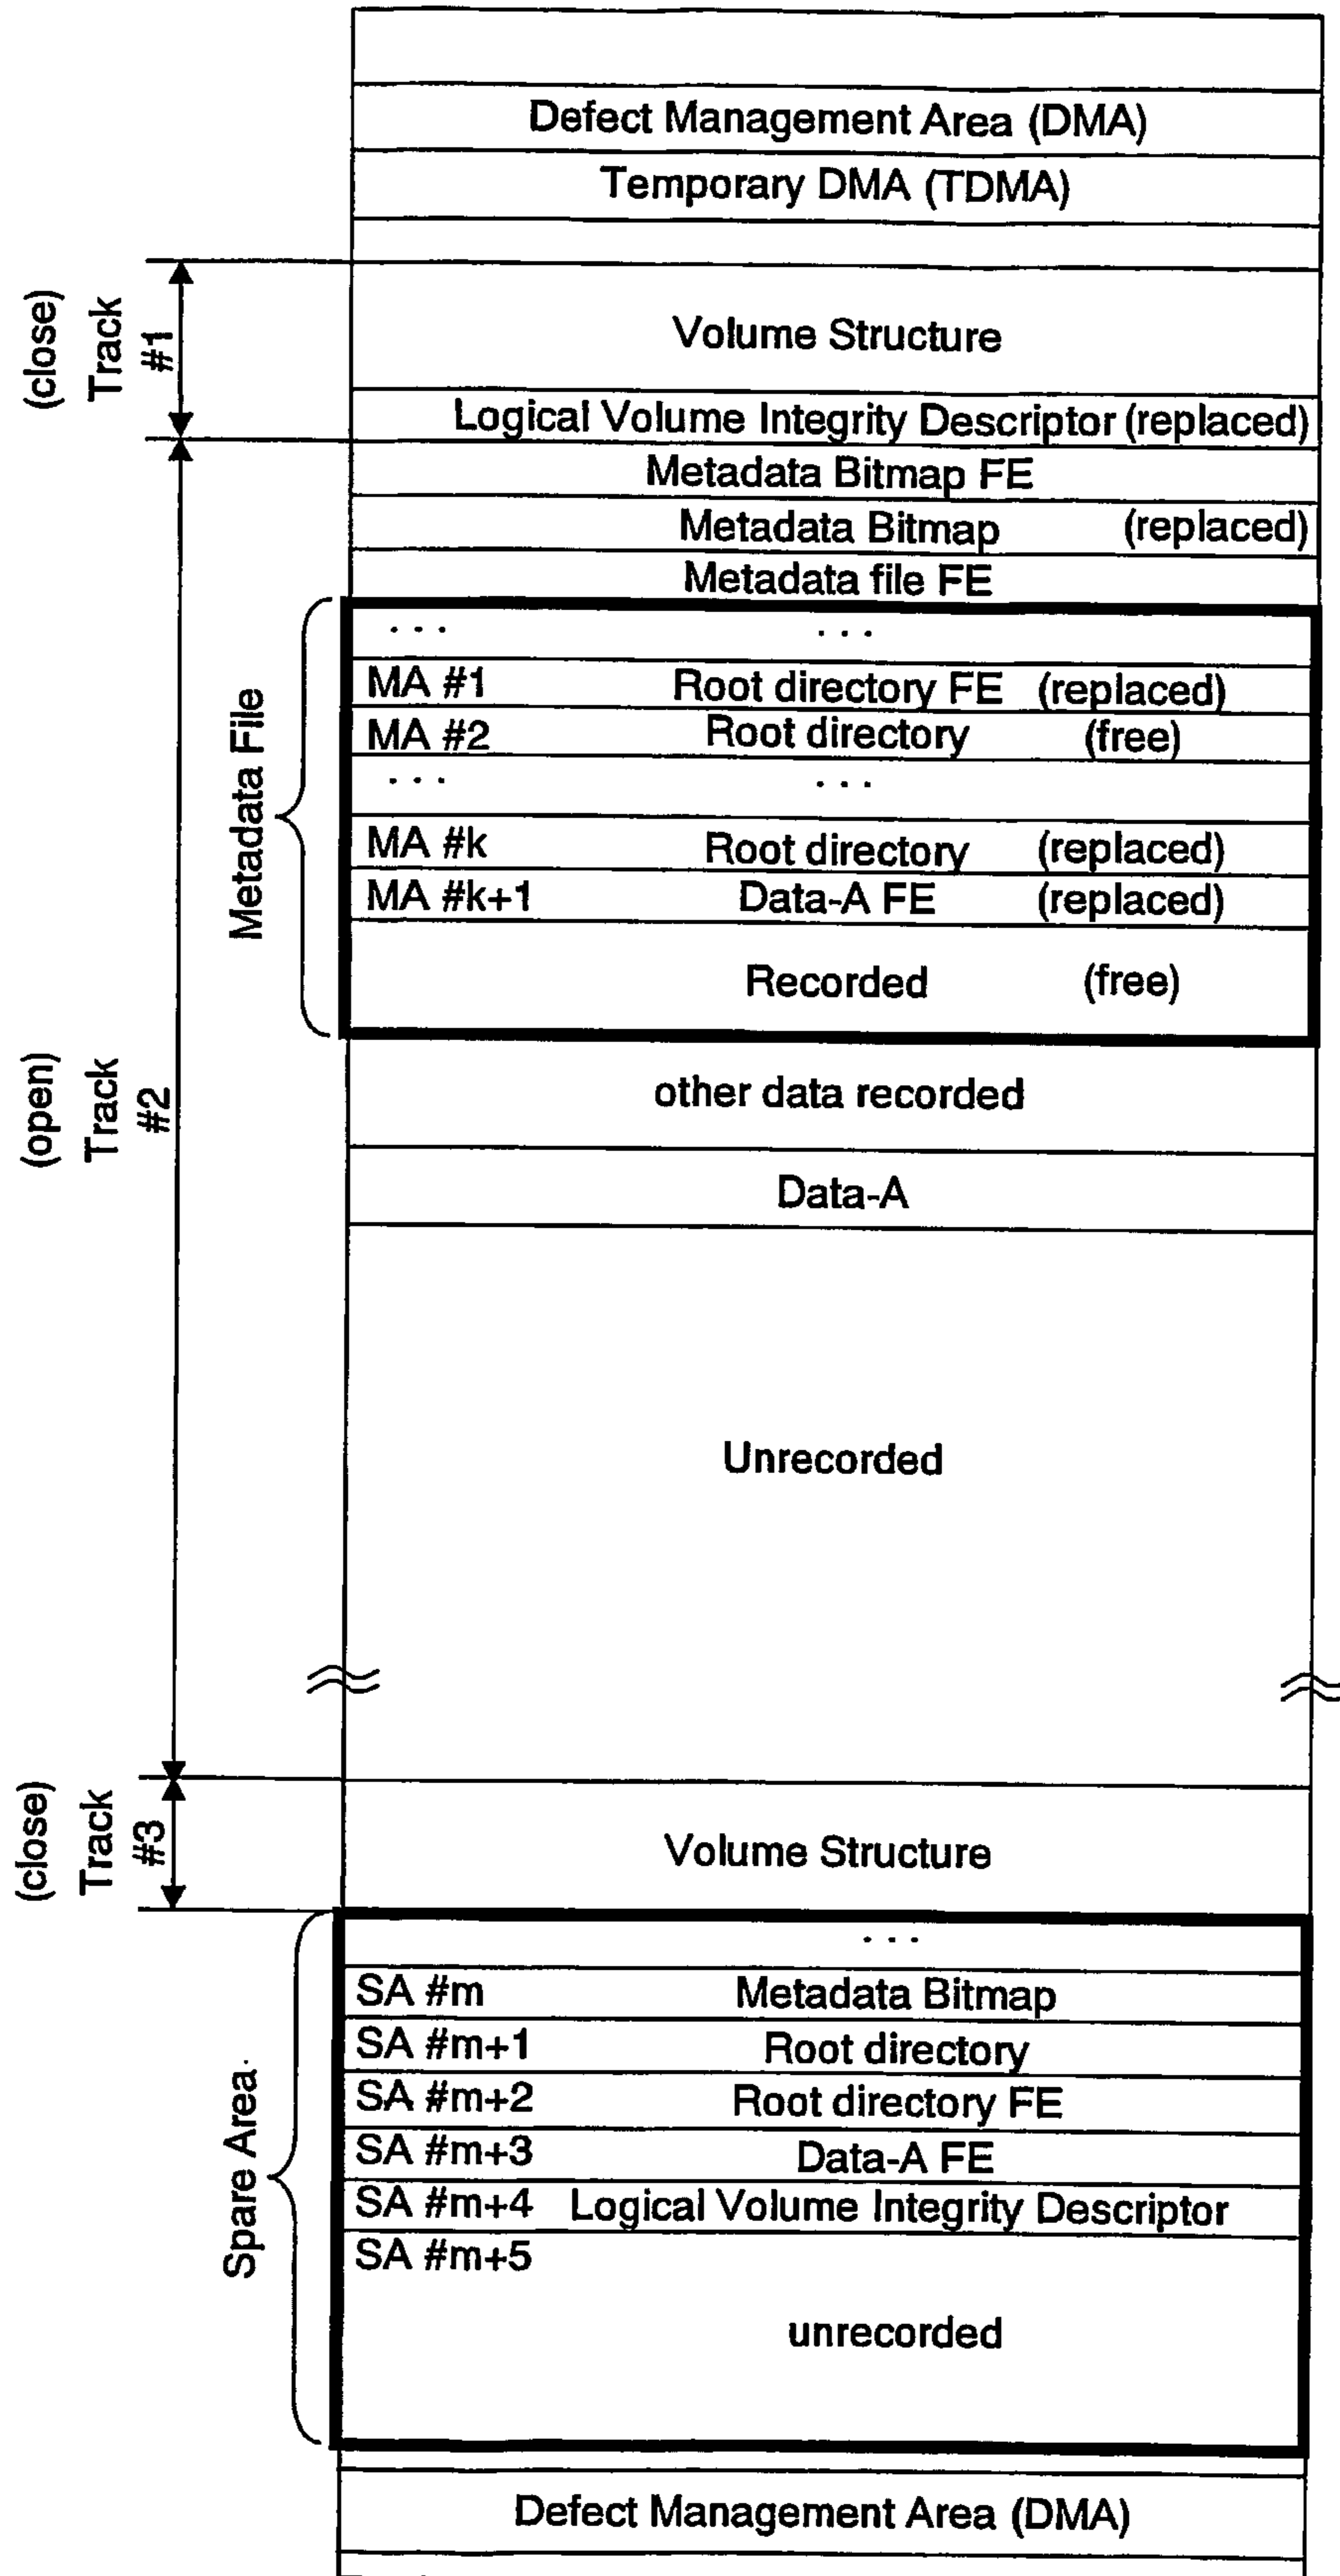 Defect Management Area (DMA)
Temporary DMA (TDMA)
(close)
Track
#1
Volume Structure
Logical Volume Integrity Descriptor (replaced)
Metadata Bitmap FE
Metadata Bitmap (replaced)
Metadata file FE
(open)
Track
#2
Metadata File
... ...
MA #1 Root directory FE (replaced)
MA #2 Root directory (free)
... ...
MA #k Root directory (replaced)
MA #k+1 Data-A FE (replaced)
Recorded (free)
other data recorded
Data-A
Unrecorded
(close)
Track
#3
Volume Structure
Spare Area
...
SA #m Metadata Bitmap
SA #m+1 Root directory
SA #m+2 Root directory FE
SA #m+3 Data-A FE
SA #m+4 Logical Volume Integrity Descriptor
SA #m+5
unrecorded
Defect Management Area (DMA)